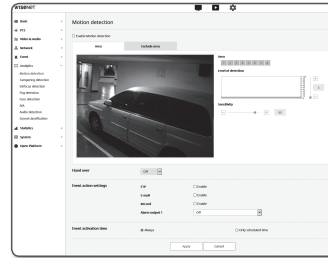 wisenet
Basic
PTZ
Video & Audio
Network
Event
Analytics
Motion detection
Tampering detection
Defocus detection
Fog detection
Face detection
IVA
Audio detection
Sound classification
Statistics
System
Open Platform
Motion detection
Enable Motion detection
Area
Exclude area
Area
Level of detection
Sensitivity
Hand over
Off
Event action settings
FTP
Enable
E-mail
Enable
Record
Enable
Alarm output 1
Off
Event activation time
Always
Only scheduled time
Apply
Cancel